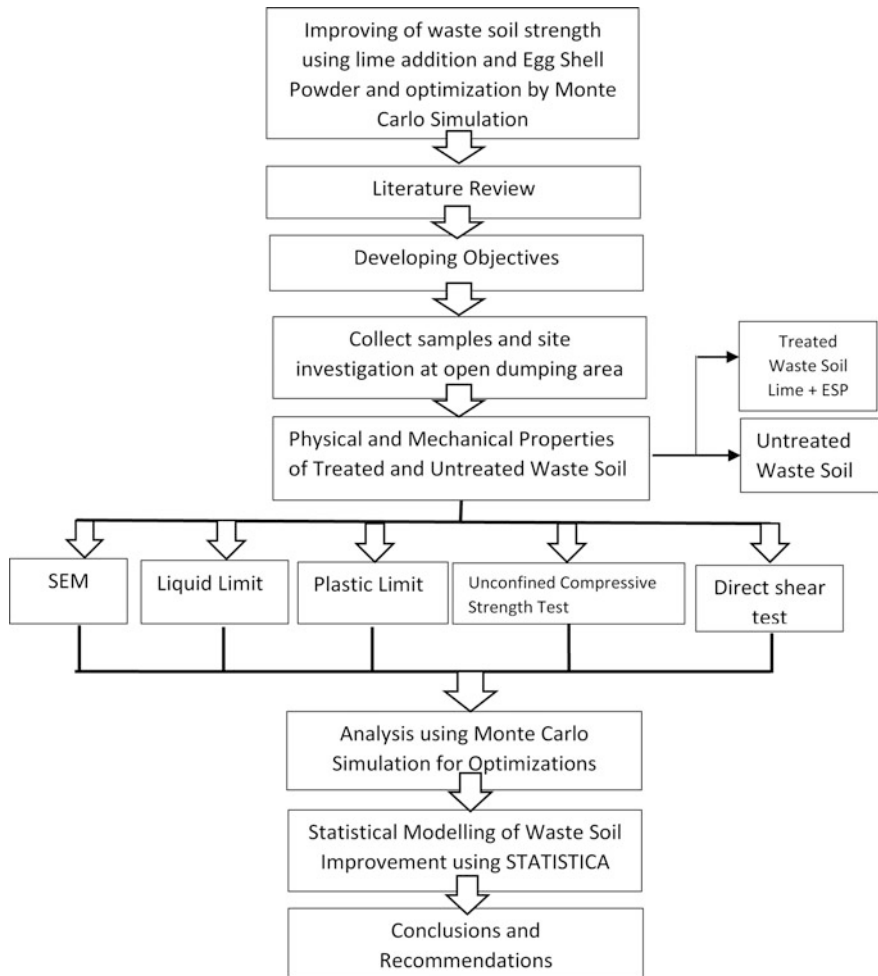 Improving of waste soil strength
using lime addition and Egg Shell
Powder and optimization by Monte
Carlo Simulation
Literature Review
Developing Objectives
Collect samples and site
investigation at open dumping area
Treated
Waste Soil
Lime + ESP
Physical and Mechanical Properties
of Treated and Untreated Waste Soil
Untreated
Waste Soil
SEM
Liquid Limit
Plastic Limit
Unconfined Compressive
Strength Test
Direct shear
test
Analysis using Monte Carlo
Simulation for Optimizations
Statistical Modelling of Waste Soil
Improvement using STATISTICA
Conclusions and
Recommendations